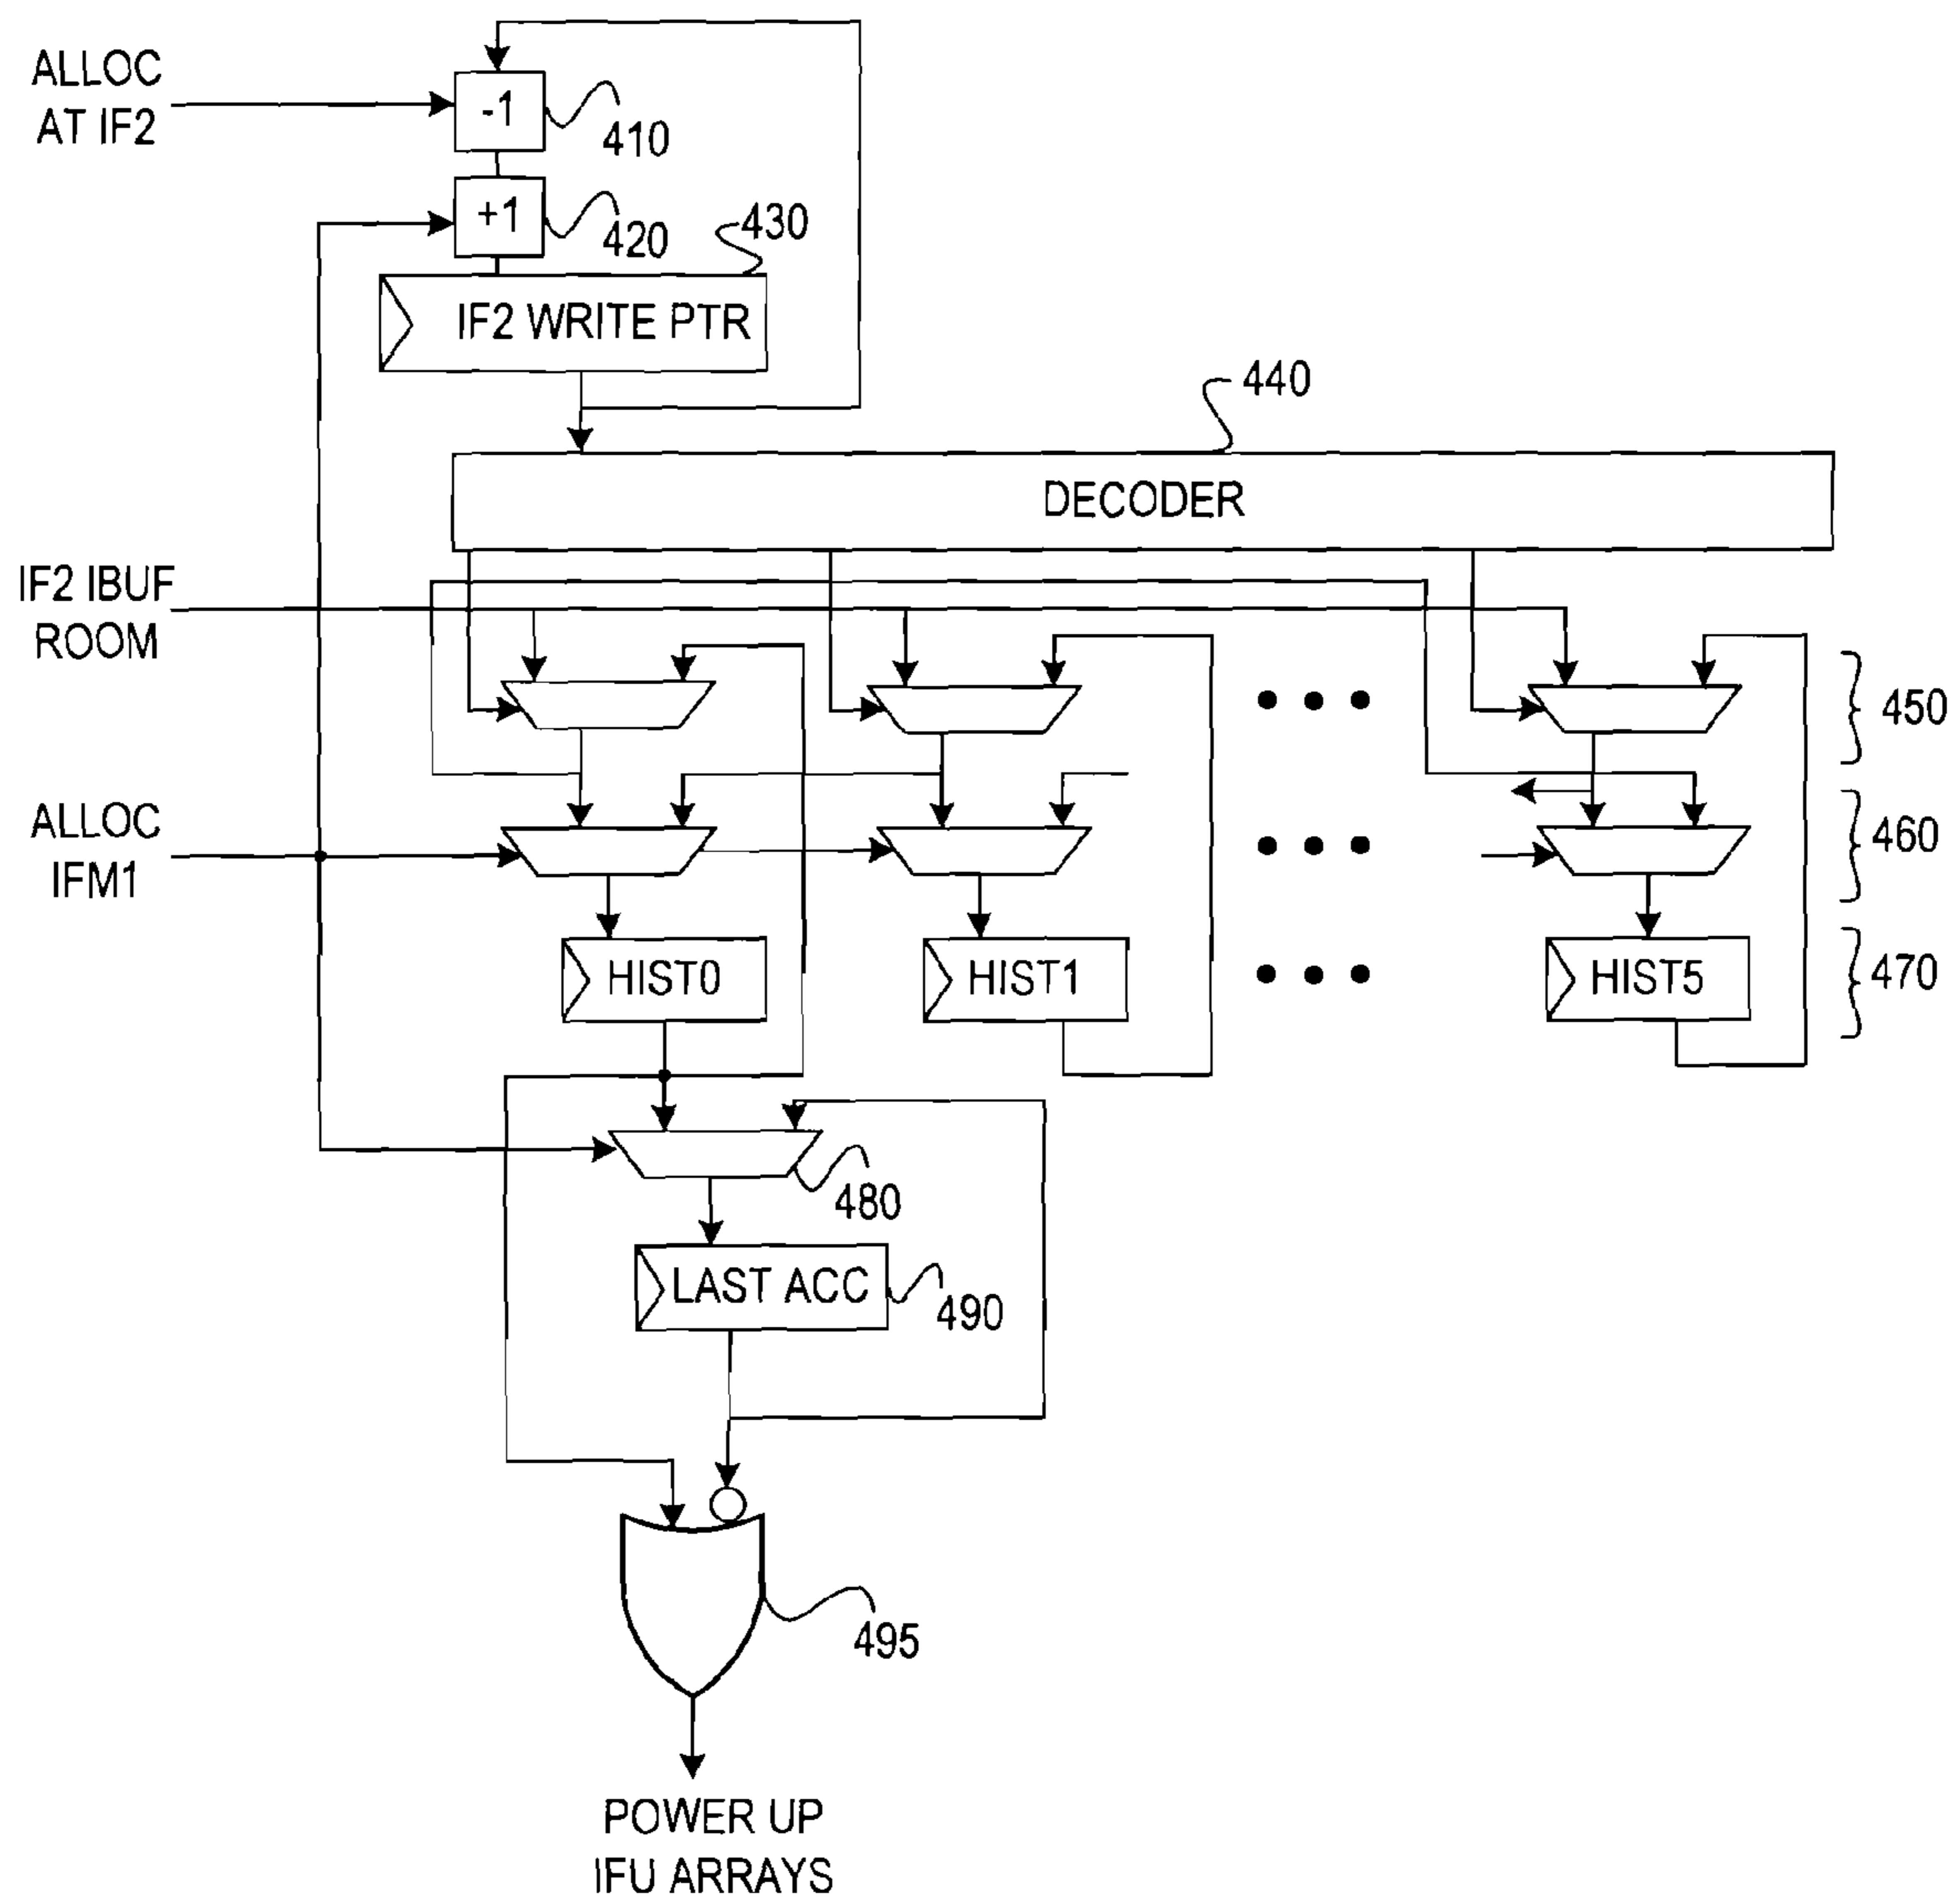 ALLOC
AT IF2
-1
410
+1
420
430
IF2 WRITE PTR
440
DECODER
IF2 IBUF
ROOM
450
ALLOC
IFM1
460
HIST0
HIST1
HIST5
470
480
LAST ACC
490
495
POWER UP
IFU ARRAYS